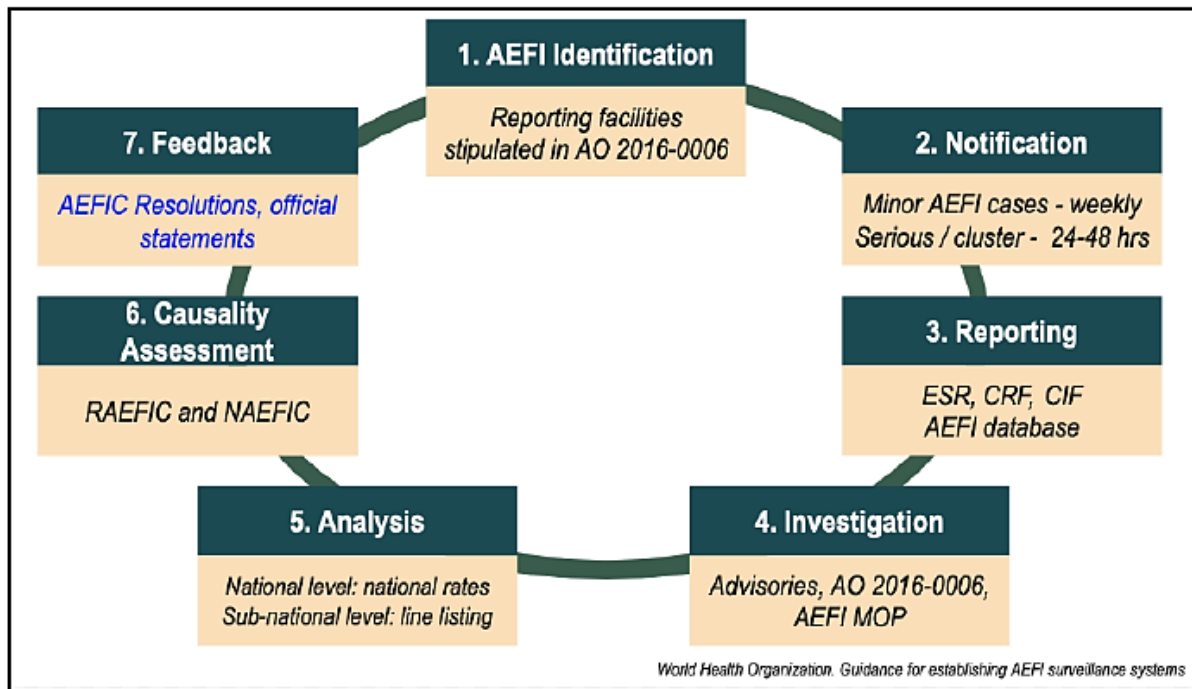 1. AEFI Identification
Reporting facilities
stipulated in AO 2016-0006
2. Notification
Minor AEFI cases - weekly
Serious / cluster - 24-48 hrs
3. Reporting
ESR, CRF, CIF
AEFI database
4. Investigation
Advisories, AO 2016-0006,
AEFI MOP
5. Analysis
National level: national rates
Sub-national level: line listing
6. Causality
Assessment
RAEFIC and NAEFIC
7. Feedback
AEFIC Resolutions, official
statements
World Health Organization. Guidance for establishing AEFI surveillance systems